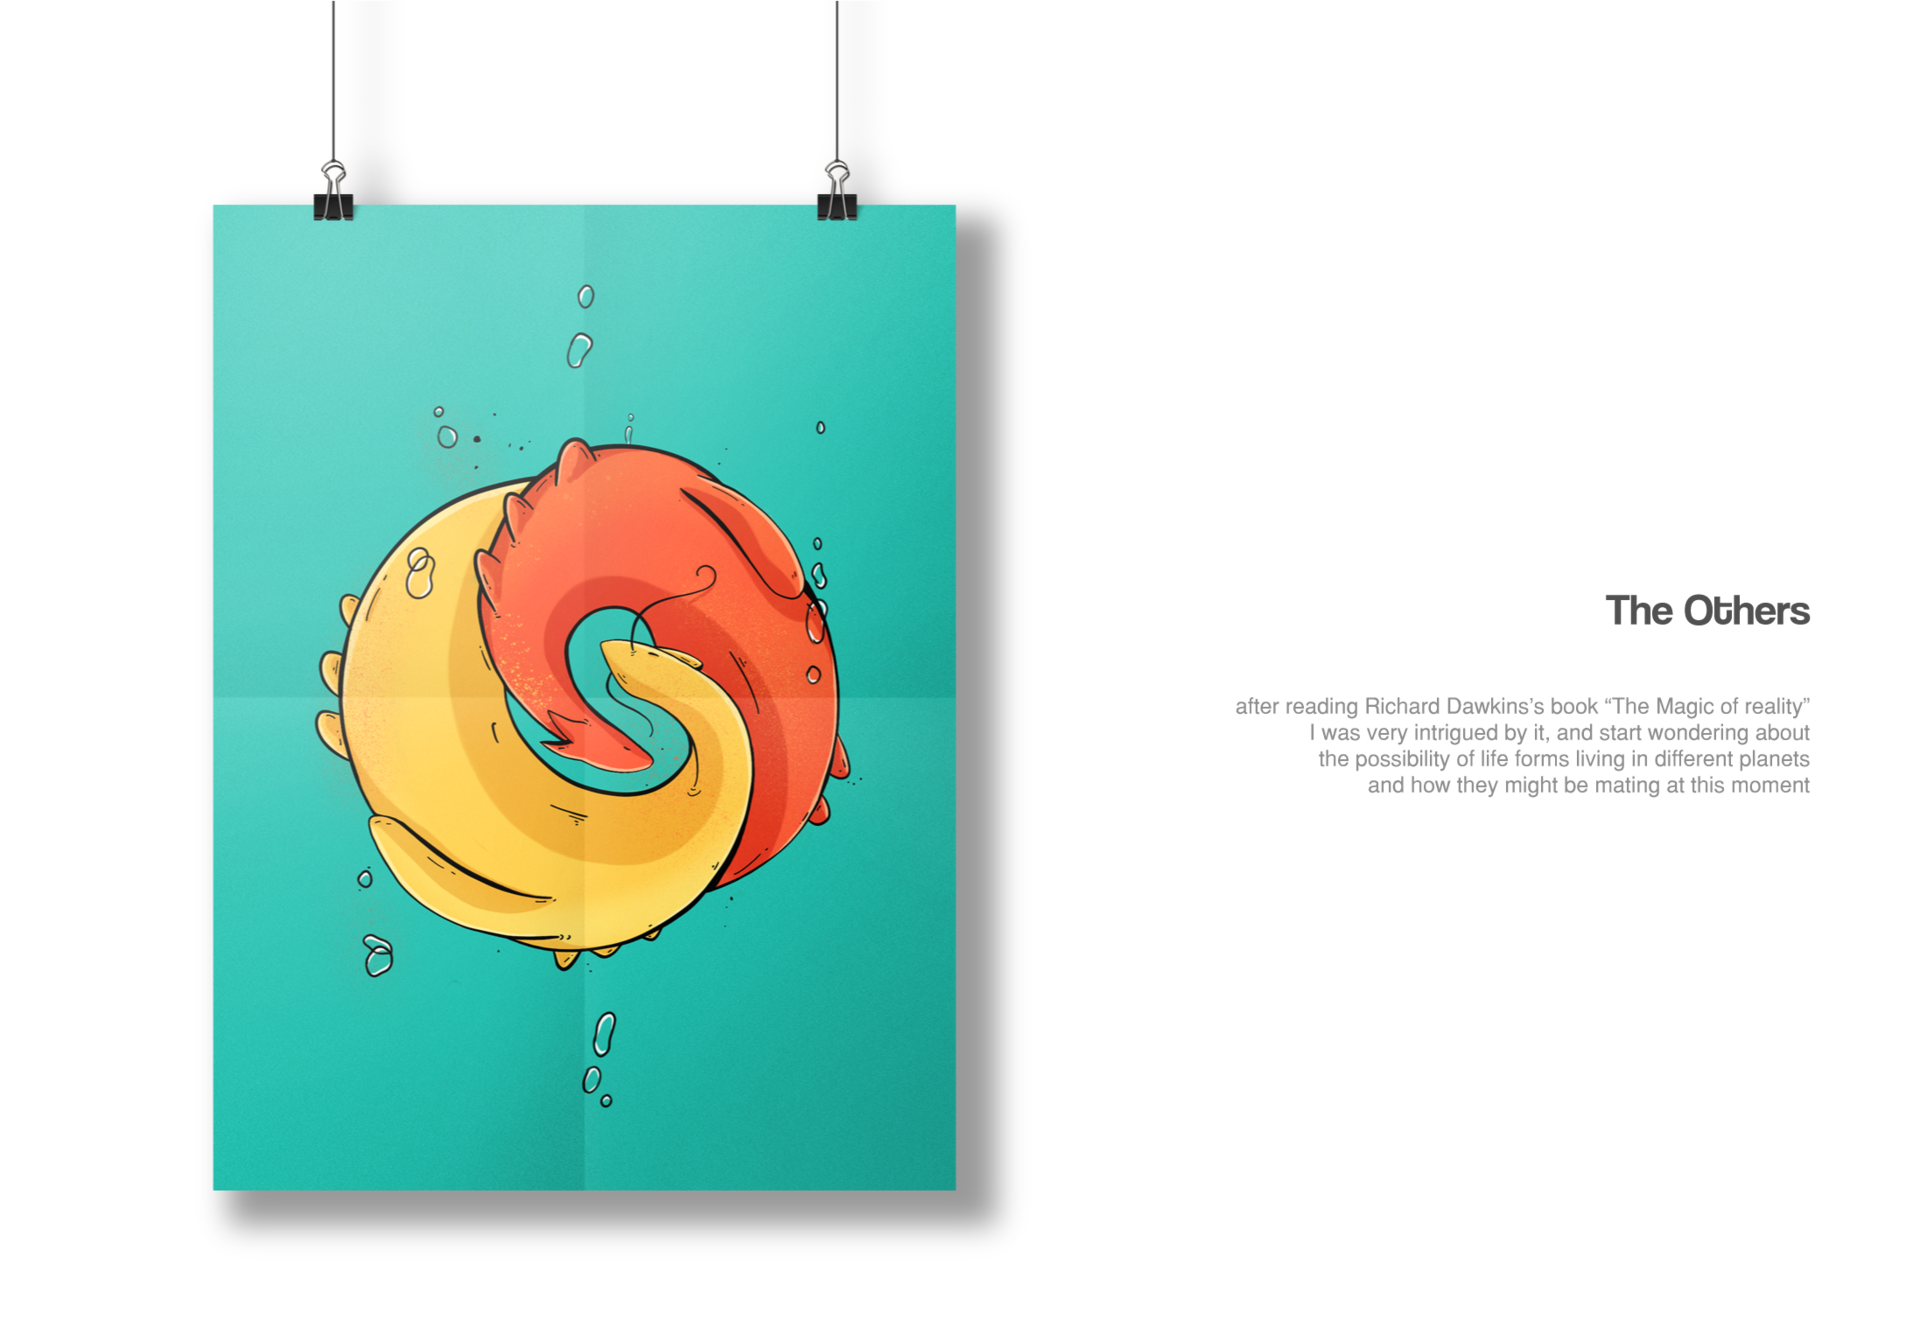 The Others
after reading Richard Dawkins’s book “The Magic of reality”
I was very intrigued by it, and start wondering about
the possibility of life forms living in different planets
and how they might be mating at this moment